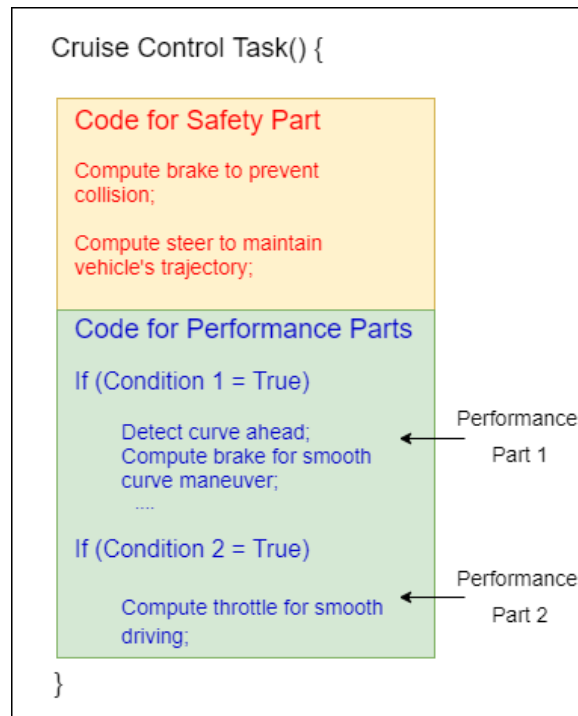 Cruise Control Task() {
Code for Safety Part
Compute brake to prevent
collision;
Compute steer to maintain
vehicle's trajectory;
Code for Performance Parts
If (Condition 1 = True)
Detect curve ahead;
Compute brake for smooth
curve maneuver;
....
Performance
Part 1
If (Condition 2 = True)
Compute throttle for smooth
driving;
Performance
Part 2
}